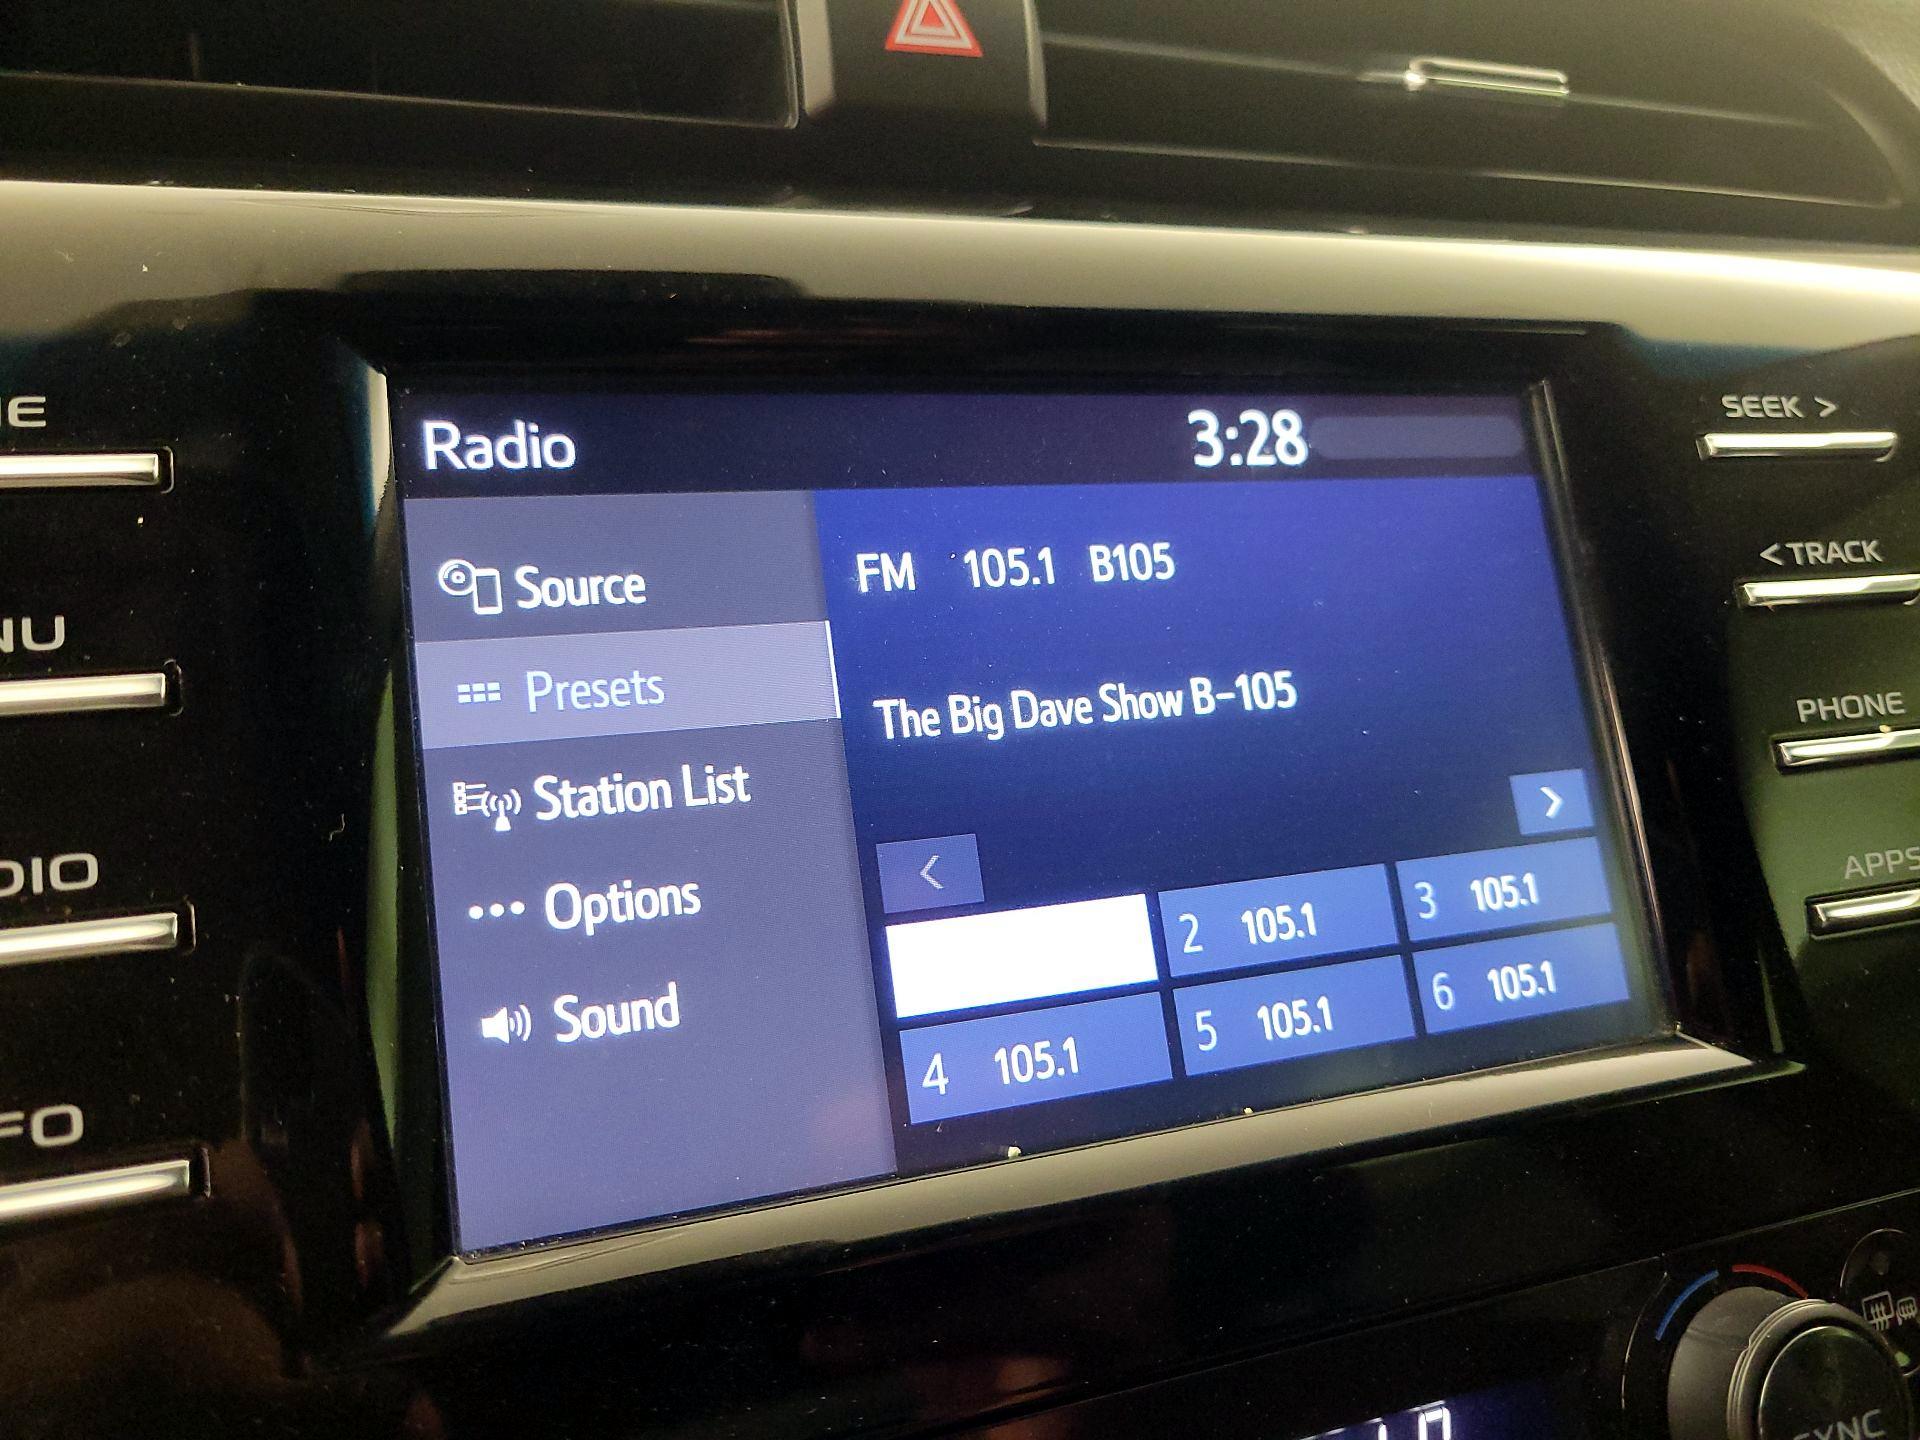 Radio 3:28
SEEK >
< TRACK
PHONE
APPS
Source
Presets
Station List
Options
Sound
FM 105.1 B105
The Big Dave Show B-105
2 105.1
3 105.1
4 105.1
5 105.1
6 105.1
SYNC